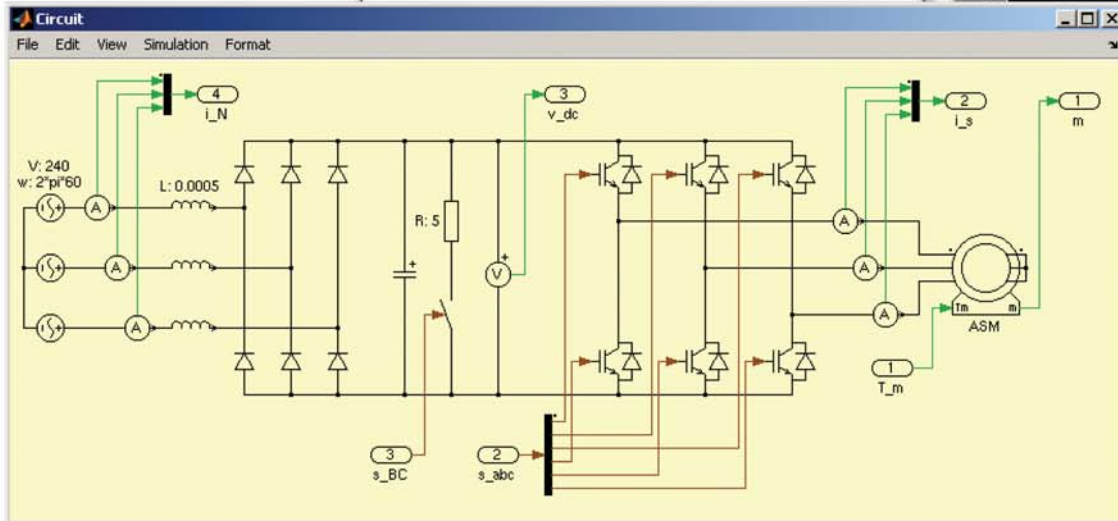 Circuit
File Edit View Simulation Format
4
i_N
3
v_dc
2
i_s
1
m
V: 240
w: 2*pi*60
L: 0.0005
A
A
A
R: 5
V
A
A
A
Tm m
ASM
1
T_m
3
s_BC
2
s_abc